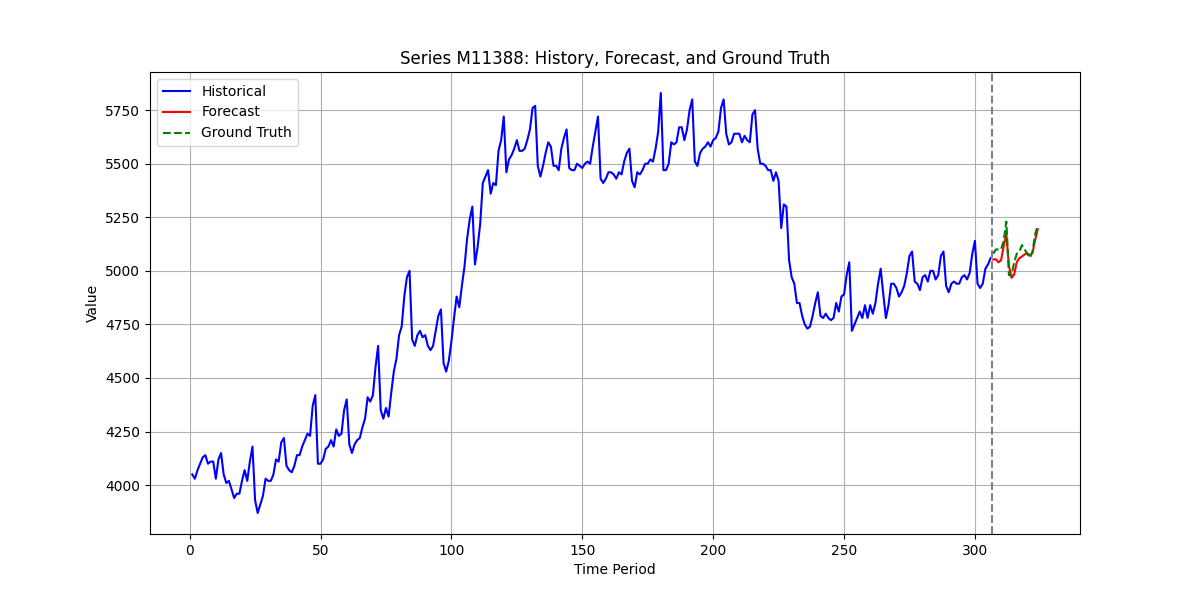 Series M11388: History, Forecast, and Ground Truth
Historical
Forecast
Ground Truth
5750
5500
5250
5000
4750
4500
4250
4000
Value
0 50 100 150 200 250 300
Time Period